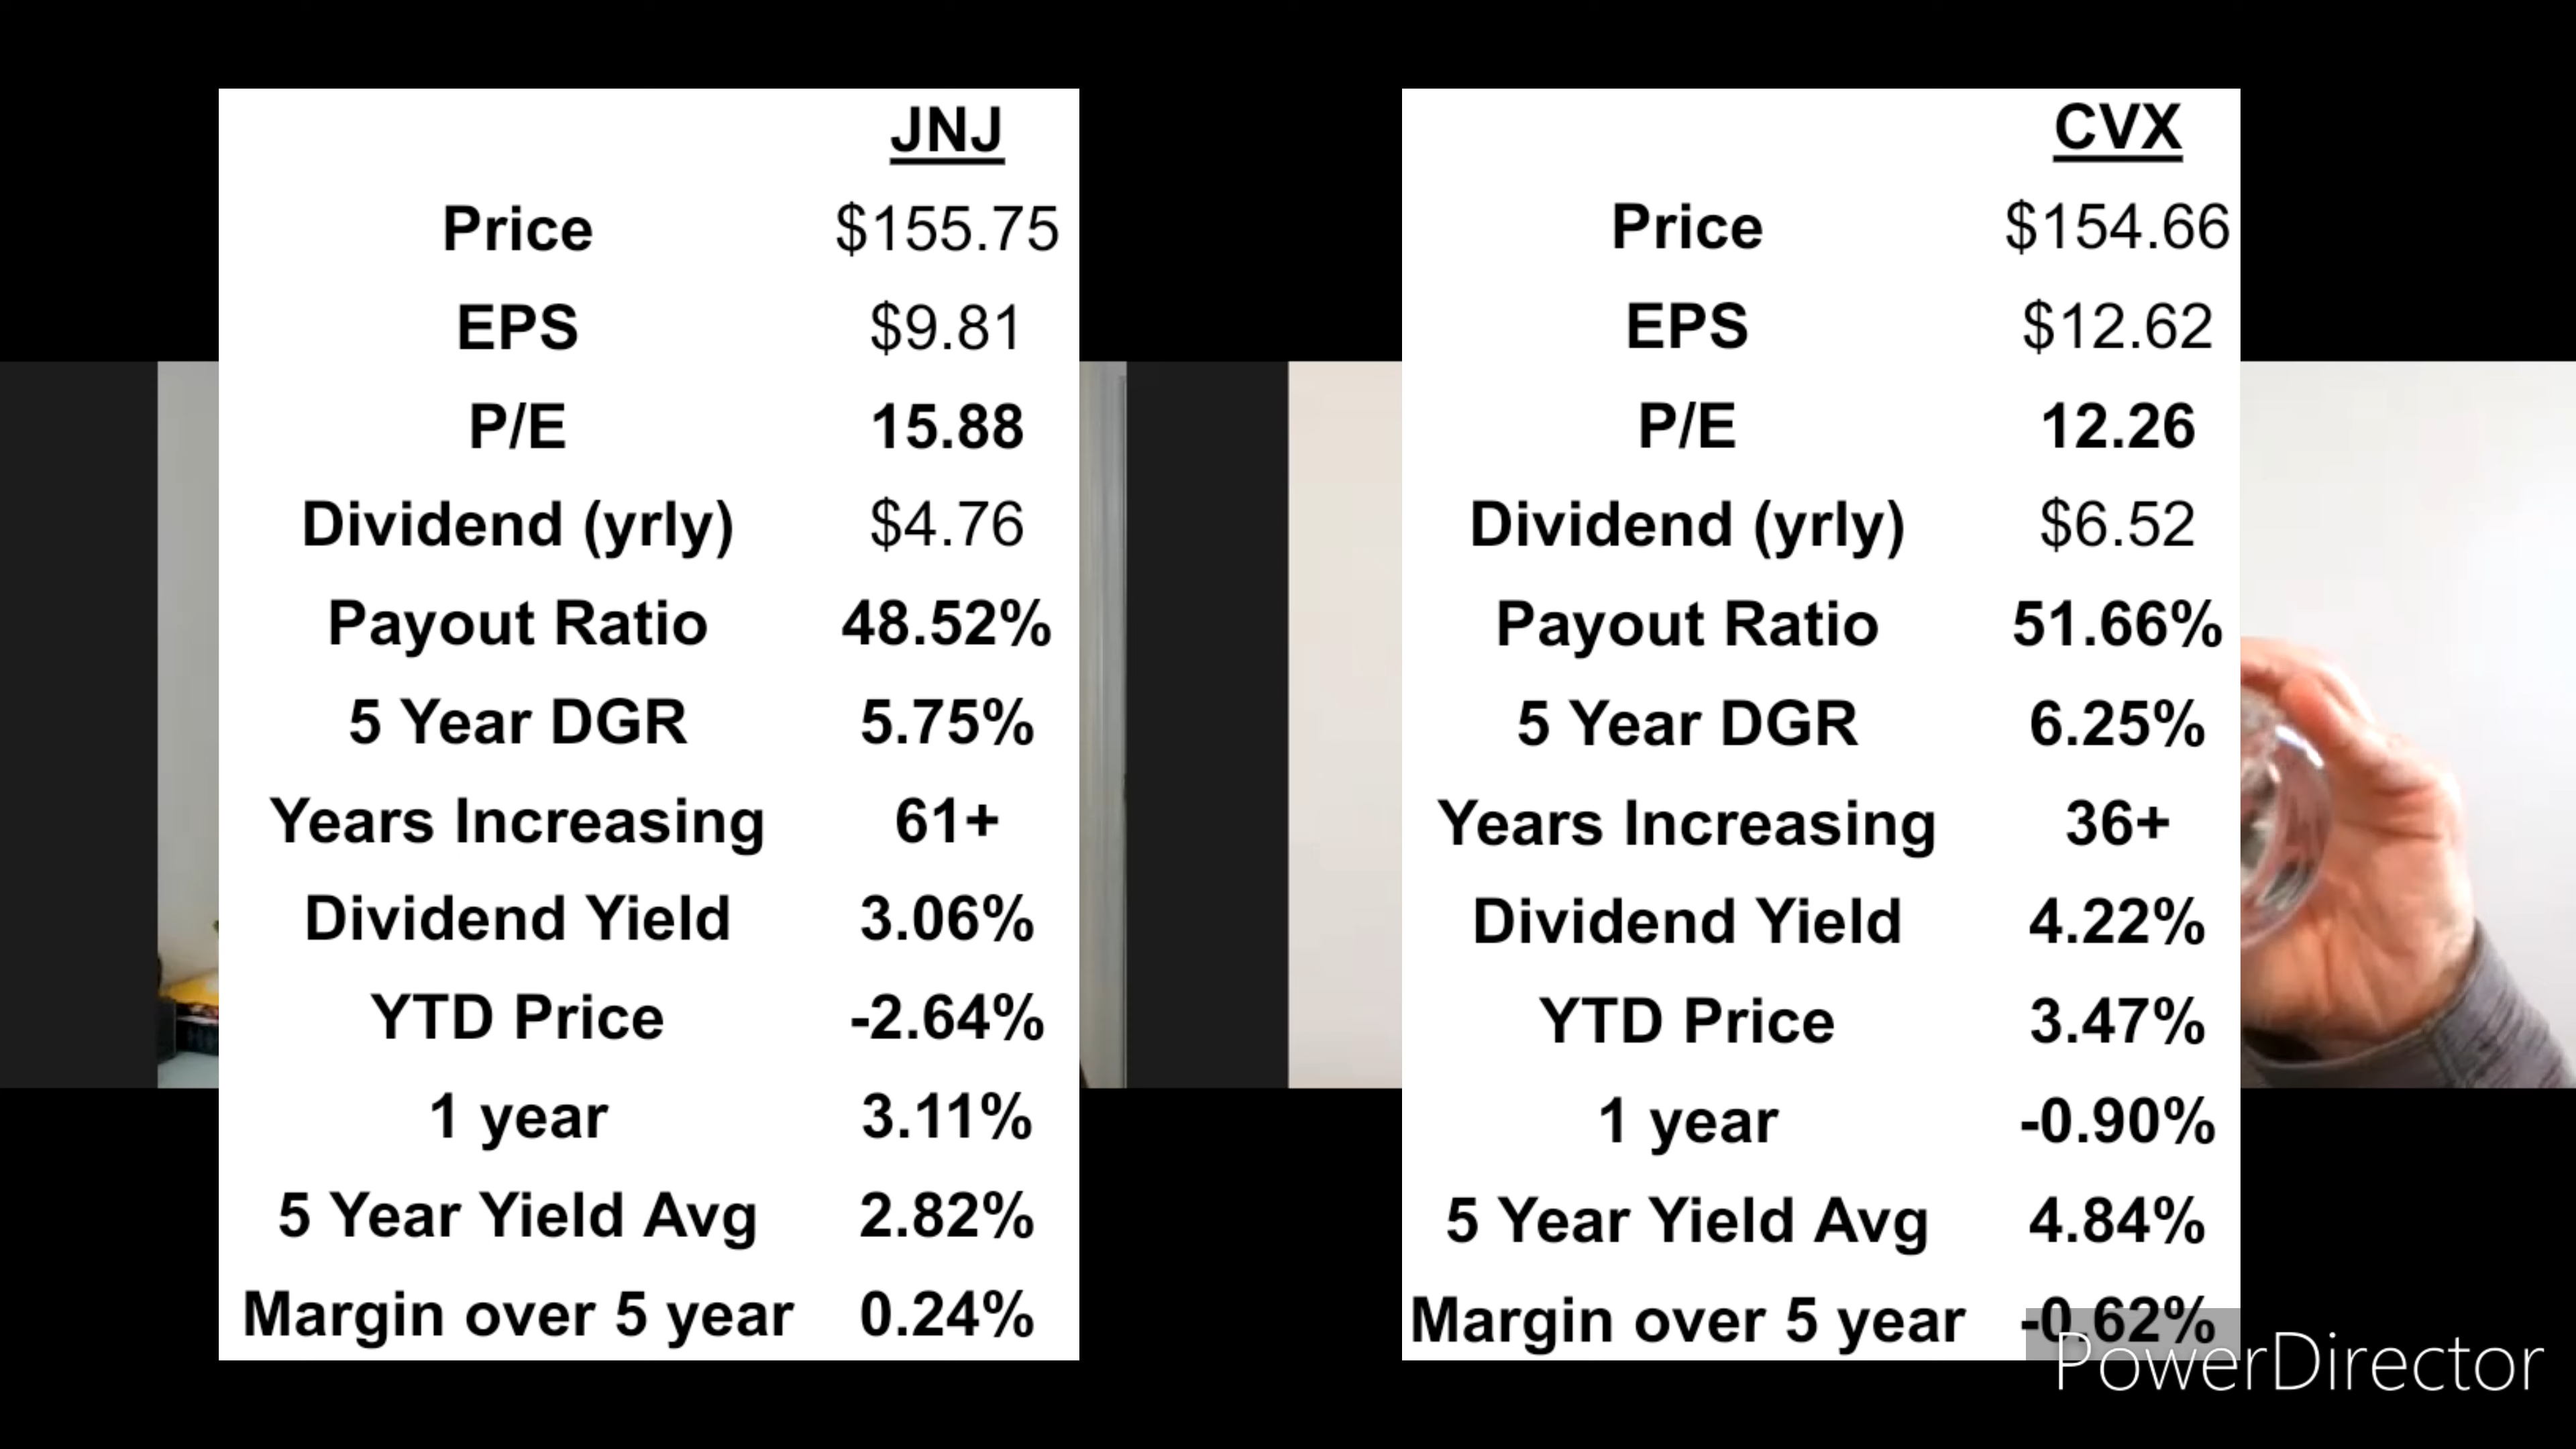 JNJ
Price $155.75
EPS $9.81
P/E 15.88
Dividend (yrly) $4.76
Payout Ratio 48.52%
5 Year DGR 5.75%
Years Increasing 61+
Dividend Yield 3.06%
YTD Price -2.64%
1 year 3.11%
5 Year Yield Avg 2.82%
Margin over 5 year 0.24%
CVX
Price $154.66
EPS $12.62
P/E 12.26
Dividend (yrly) $6.52
Payout Ratio 51.66%
5 Year DGR 6.25%
Years Increasing 36+
Dividend Yield 4.22%
YTD Price 3.47%
1 year -0.90%
5 Year Yield Avg 4.84%
Margin over 5 year -0.62%
PowerDirector